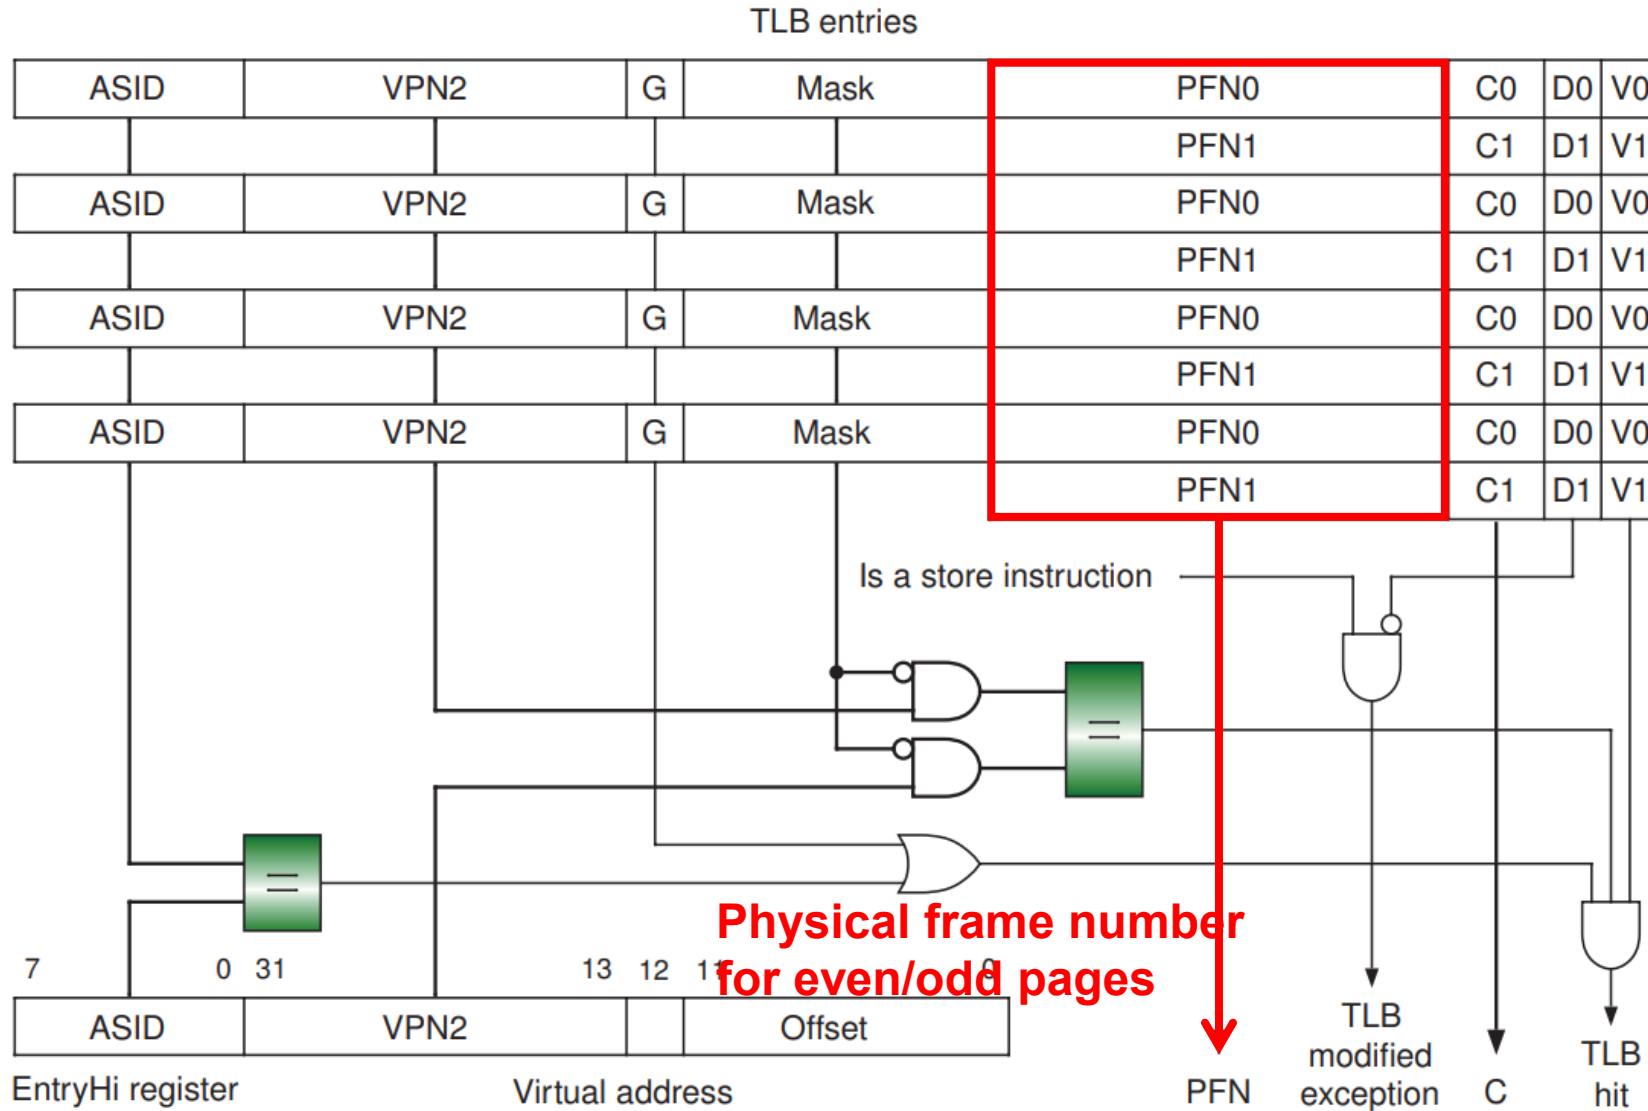 TLB entries
ASID VPN2 G Mask PFN0 C0 D0 V0
PFN1 C1 D1 V1
ASID VPN2 G Mask PFN0 C0 D0 V0
PFN1 C1 D1 V1
ASID VPN2 G Mask PFN0 C0 D0 V0
PFN1 C1 D1 V1
ASID VPN2 G Mask PFN0 C0 D0 V0
PFN1 C1 D1 V1
Is a store instruction
=
=
Physical frame number
for even/odd pages
7 0 31 13 12 11 0
ASID VPN2 Offset
EntryHi register Virtual address
PFN
TLB
modified
exception
C
TLB
hit